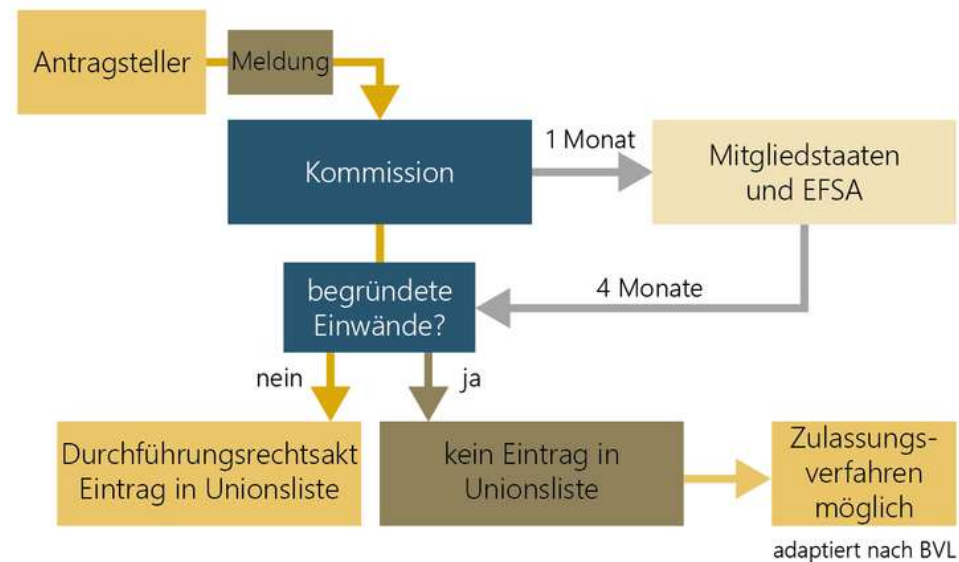 Antragsteller
Meldung
Kommission
1 Monat
Mitgliedstaaten
und EFSA
begründete
Einwände?
4 Monate
nein
ja
Durchführungsrechtsakt
Eintrag in Unionsliste
kein Eintrag in
Unionsliste
Zulassungs-
verfahren
möglich
adaptiert nach BVL